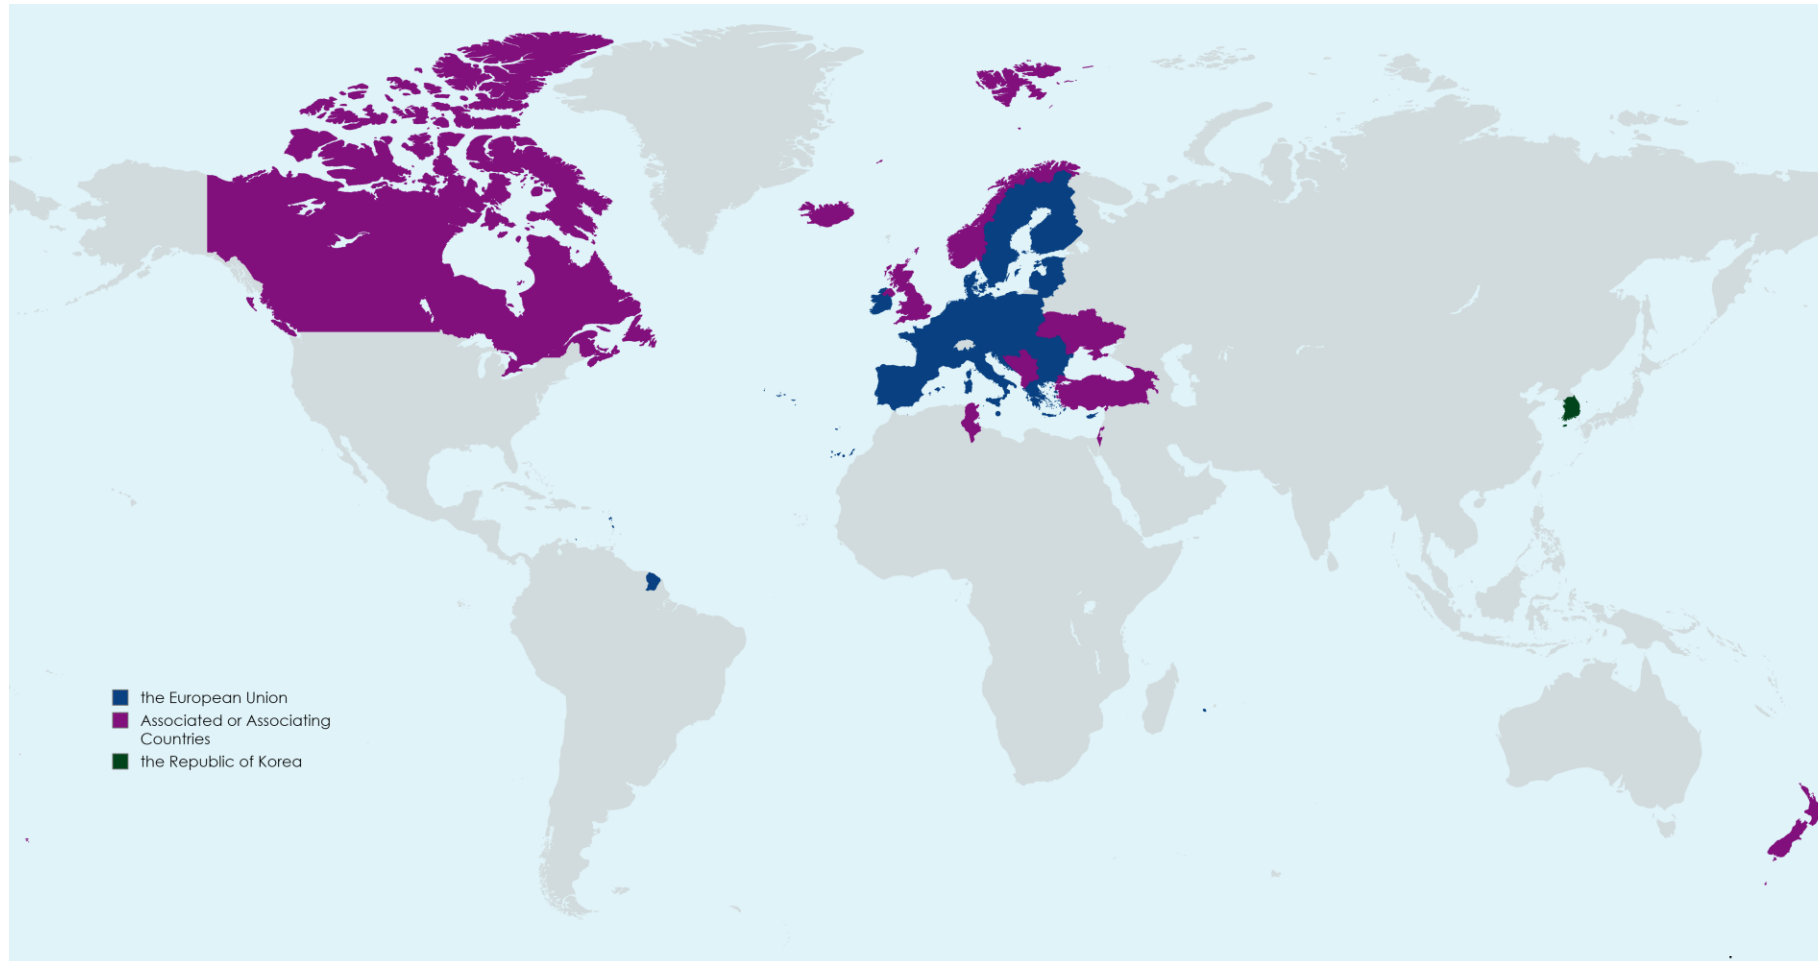 the European Union
Associated or Associating
Countries
the Republic of Korea